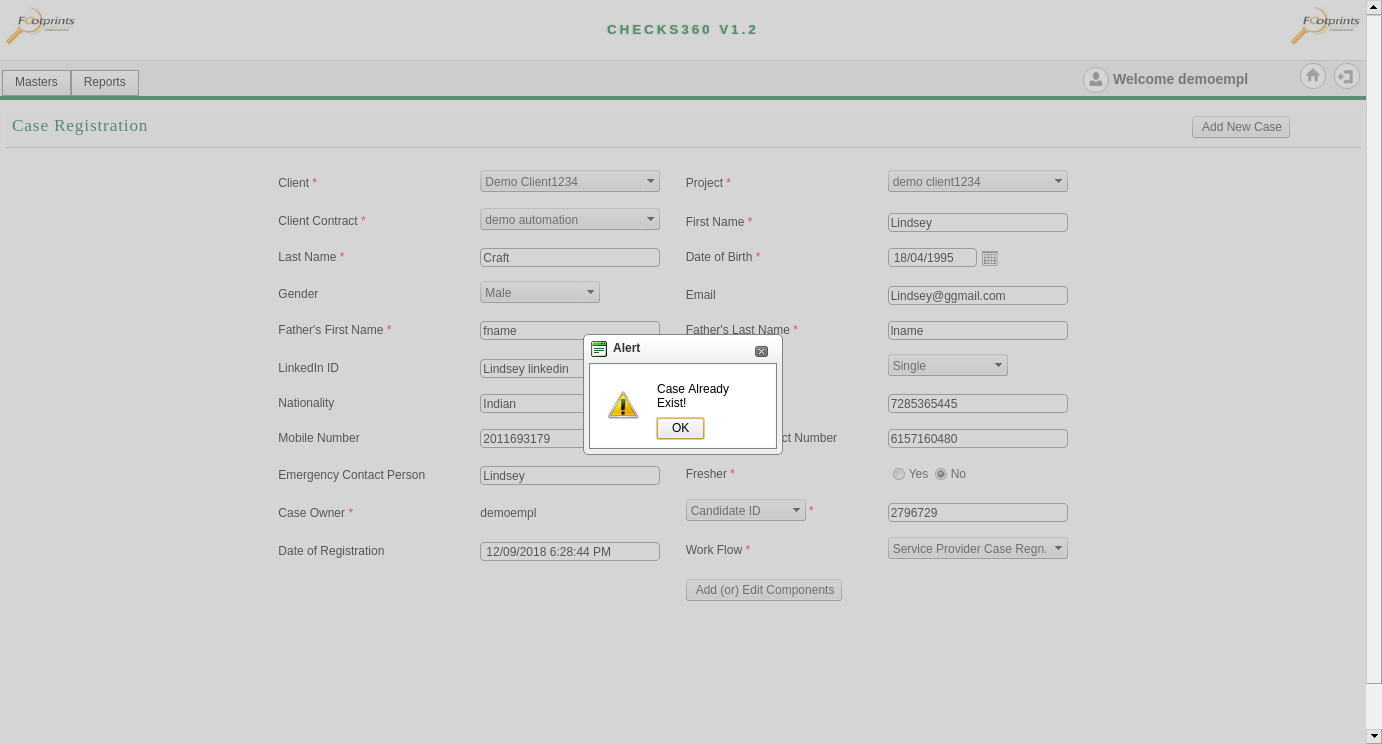 FOotprints
CHECKS360 V1.2
FOotprints
Masters
Reports
Welcome demoempl
Case Registration
Add New Case
Client *
Demo Client1234
Project *
demo client1234
Client Contract *
demo automation
First Name *
Lindsey
Last Name *
Craft
Date of Birth *
18/04/1995
Gender
Male
Email
Lindsey@ggmail.com
Father's First Name *
fname
Father's Last Name *
lname
LinkedIn ID
Lindsey linkedin
Single
Nationality
Indian
7285365445
Mobile Number
2011693179
ct Number
6157160480
Emergency Contact Person
Lindsey
Fresher *
Yes
No
Case Owner *
demoempl
Candidate ID
*
2796729
Date of Registration
12/09/2018 6:28:44 PM
Work Flow *
Service Provider Case Regn.
Add (or) Edit Components
Alert
Case Already
Exist!
OK